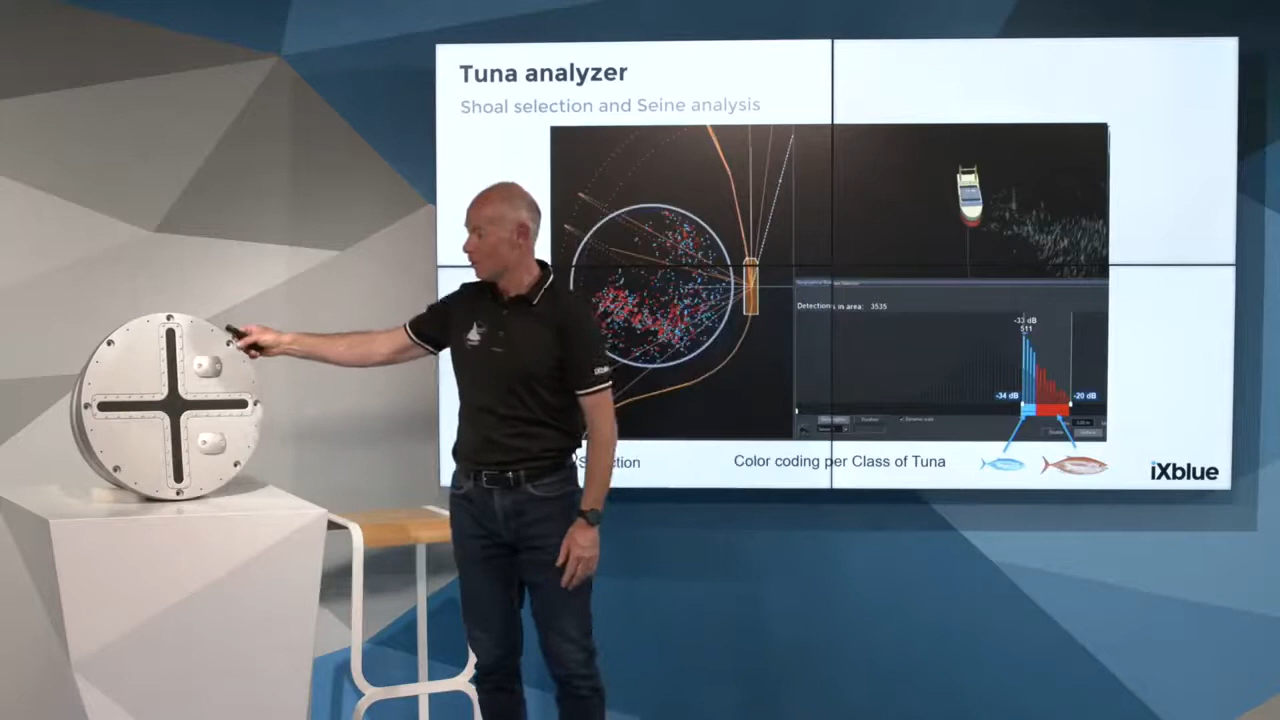 Tuna analyzer
Shoal selection and Seine analysis
Detections in area: 3535
-33 dB
511
-34 dB
-20 dB
Color coding per Class of Tuna
iXblue